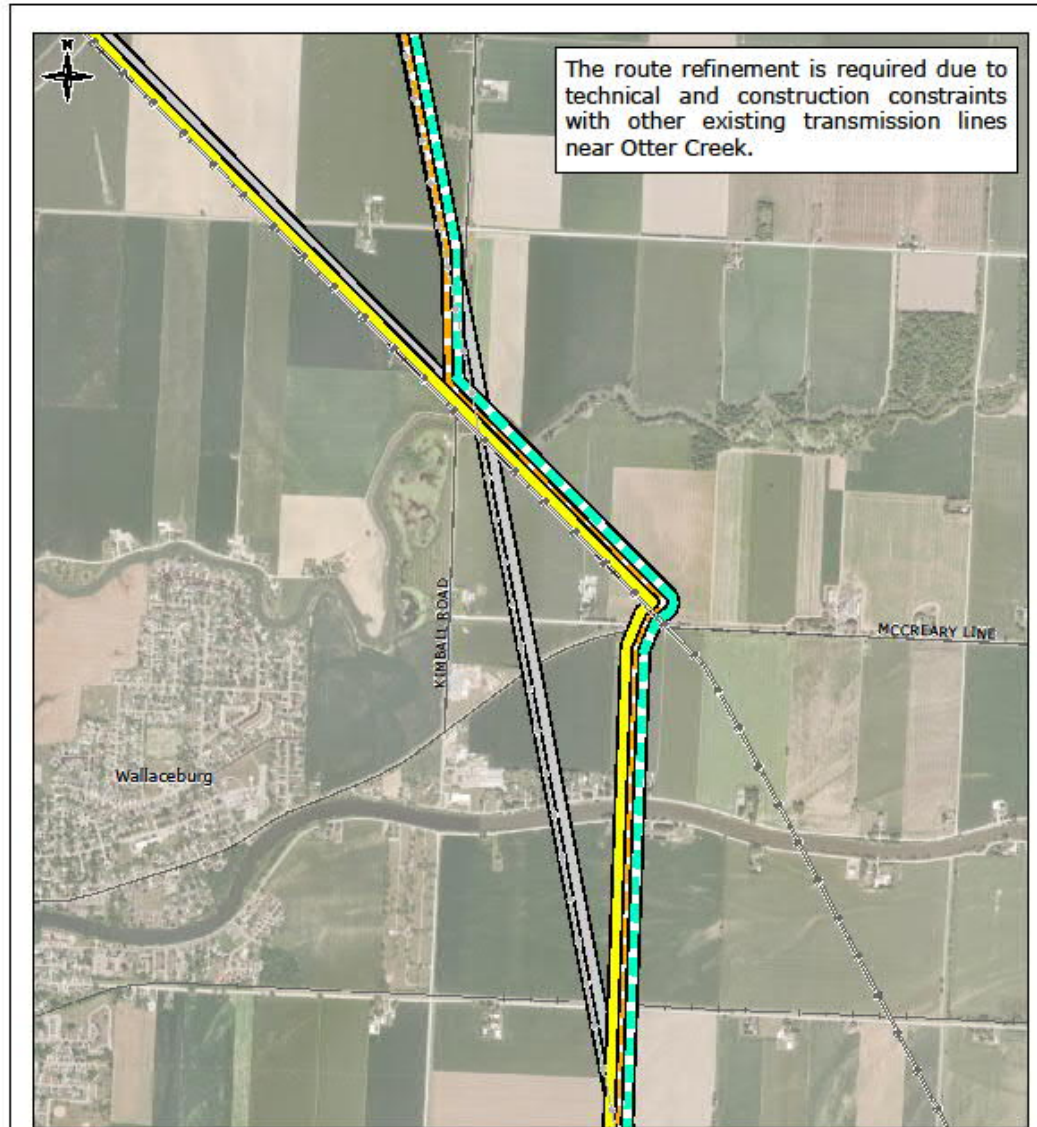 N
The route refinement is required due to
technical and construction constraints
with other existing transmission lines
near Otter Creek.
KIMBALL ROAD
MCCREARY LINE
Wallaceburg